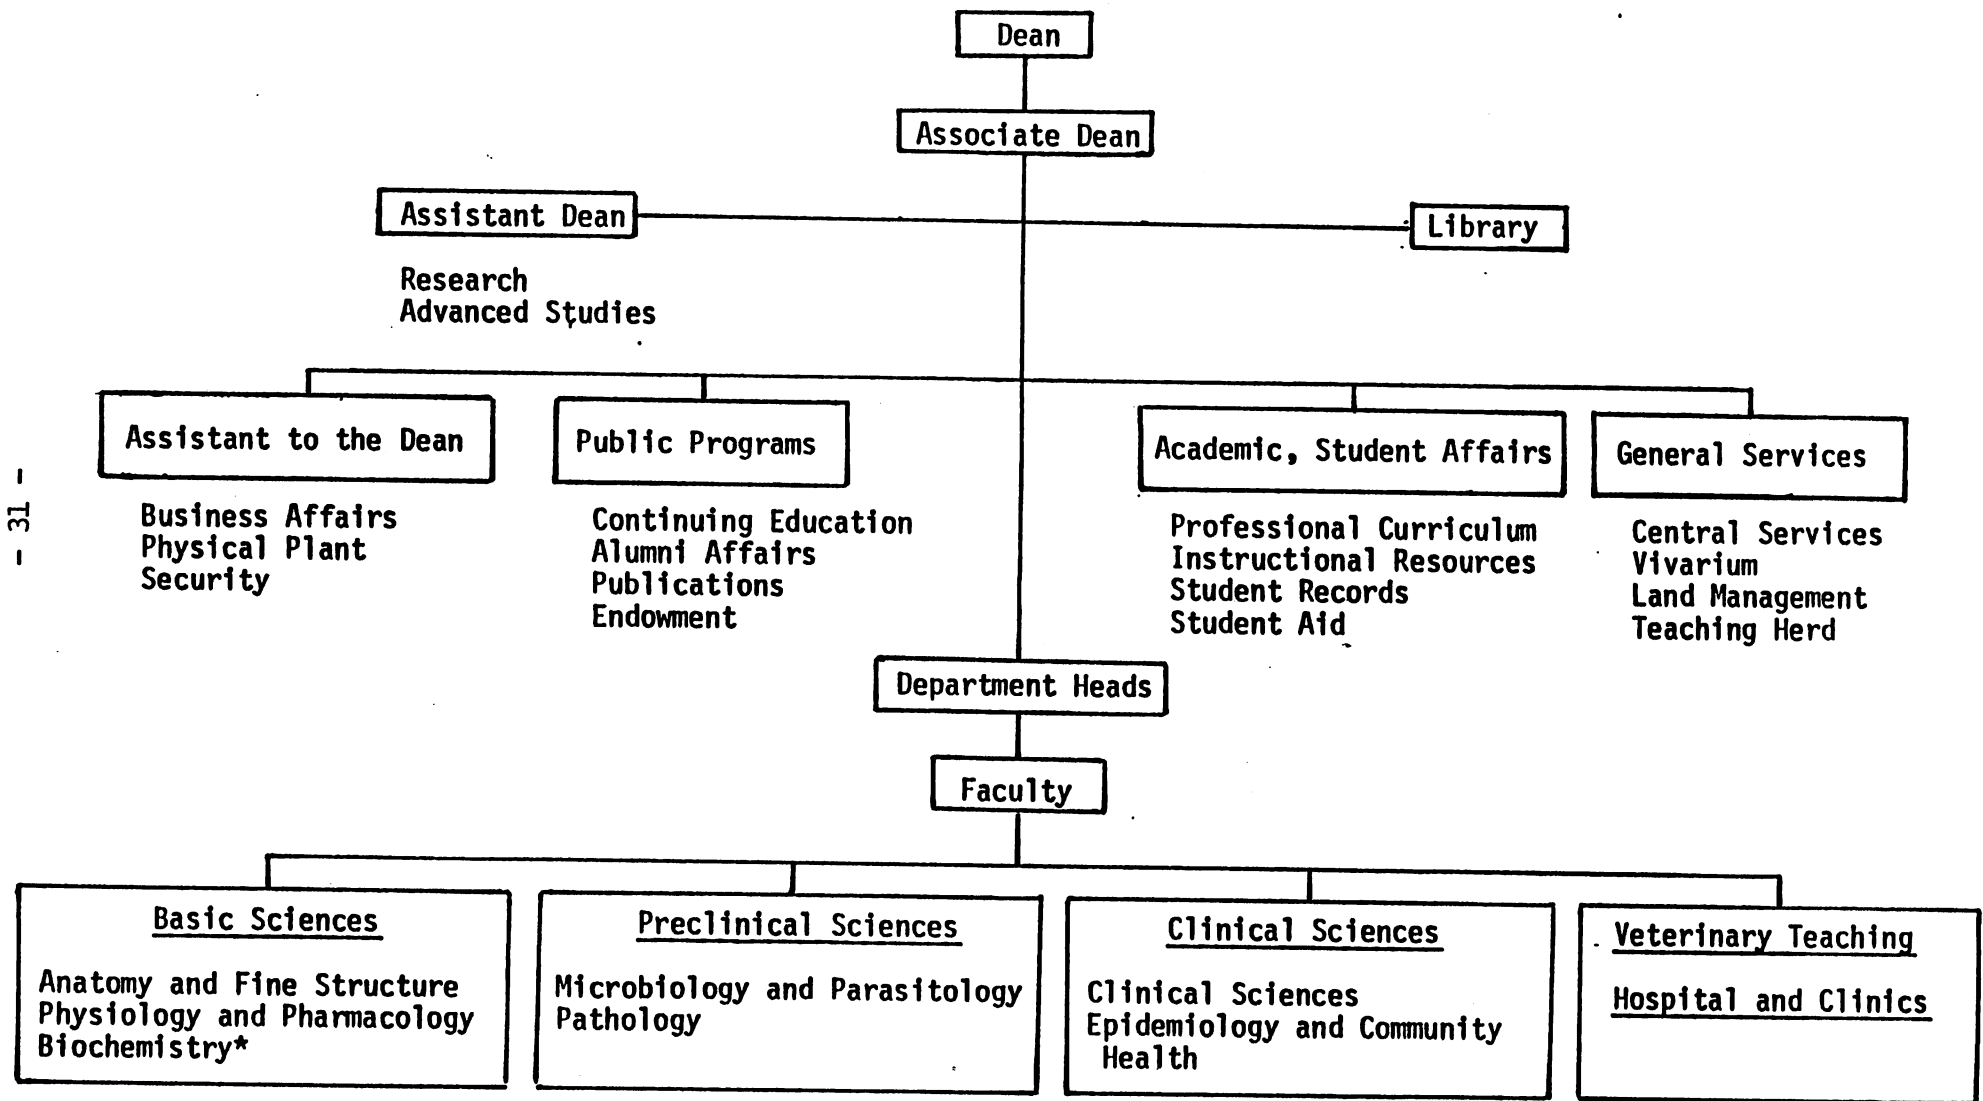 Dean
Associate Dean
Assistant Dean
Library
Research
Advanced Studies
Assistant to the Dean
Business Affairs
Physical Plant
Security
Public Programs
Continuing Education
Alumni Affairs
Publications
Endowment
Academic, Student Affairs
Professional Curriculum
Instructional Resources
Student Records
Student Aid
General Services
Central Services
Vivarium
Land Management
Teaching Herd
- 31 -
Department Heads
Faculty
Basic Sciences
Anatomy and Fine Structure
Physiology and Pharmacology
Biochemistry*
Preclinical Sciences
Microbiology and Parasitology
Pathology
Clinical Sciences
Clinical Sciences
Epidemiology and Community
Health
Veterinary Teaching
Hospital and Clinics